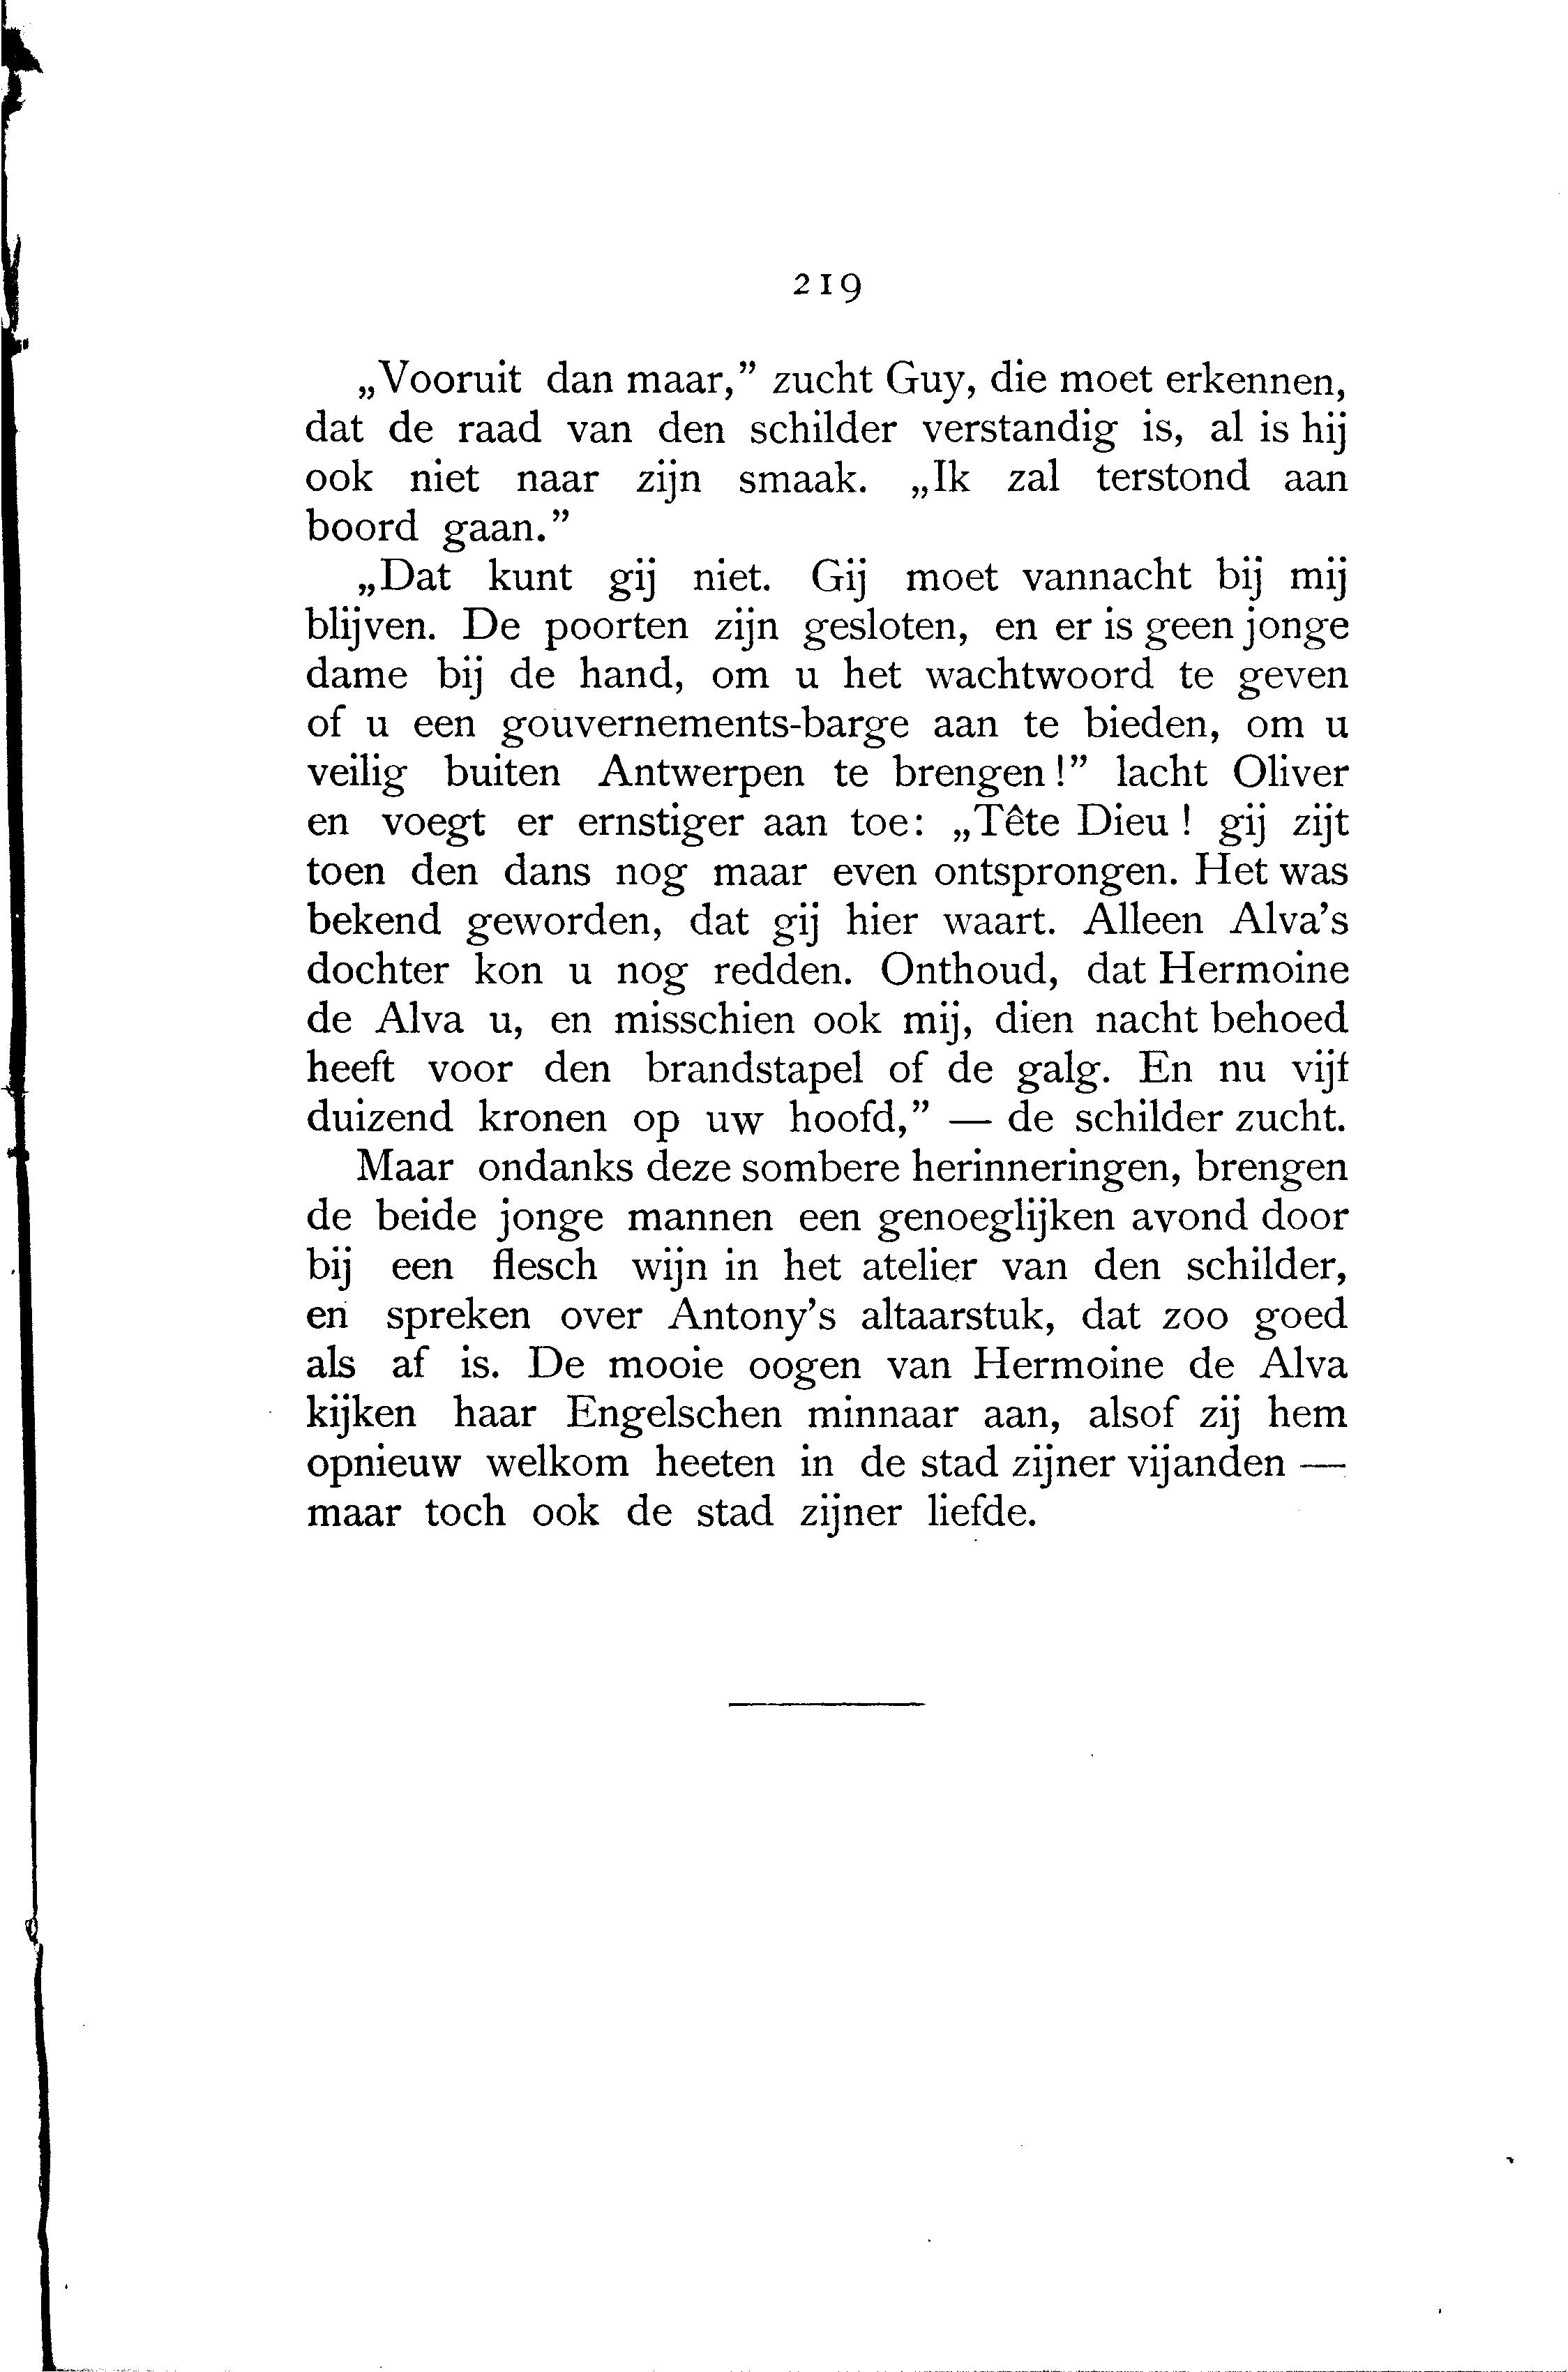 219
„Vooruit dan maar,” zucht Guy, die moet erkennen,
dat de raad van den schilder verstandig is, al is hij
ook niet naar zijn smaak. „Ik zal terstond aan
boord gaan.”
„Dat kunt gij niet. Gij moet vannacht bij mij
blijven. De poorten zijn gesloten, en er is geen jonge
dame bij de hand, om u het wachtwoord te geven
of u een gouvernements-barge aan te bieden, om u
veilig buiten Antwerpen te brengen!” lacht Oliver
en voegt er ernstiger aan toe: „Tête Dieu! gij zijt
toen den dans nog maar even ontsprongen. Het was
bekend geworden, dat gij hier waart. Alleen Alva’s
dochter kon u nog redden. Onthoud, dat Hermoine
de Alva u, en misschien ook mij, dien nacht behoed
heeft voor den brandstapel of de galg. En nu vijf
duizend kronen op uw hoofd,” — de schilder zucht.
Maar ondanks deze sombere herinneringen, brengen
de beide jonge mannen een genoeglijken avond door
bij een flesch wijn in het atelier van den schilder,
en spreken over Antony’s altaarstuk, dat zoo goed
als af is. De mooie oogen van Hermoine de Alva
kijken haar Engelschen minnaar aan, alsof zij hem
opnieuw welkom heeten in de stad zijner vijanden —
maar toch ook de stad zijner liefde.